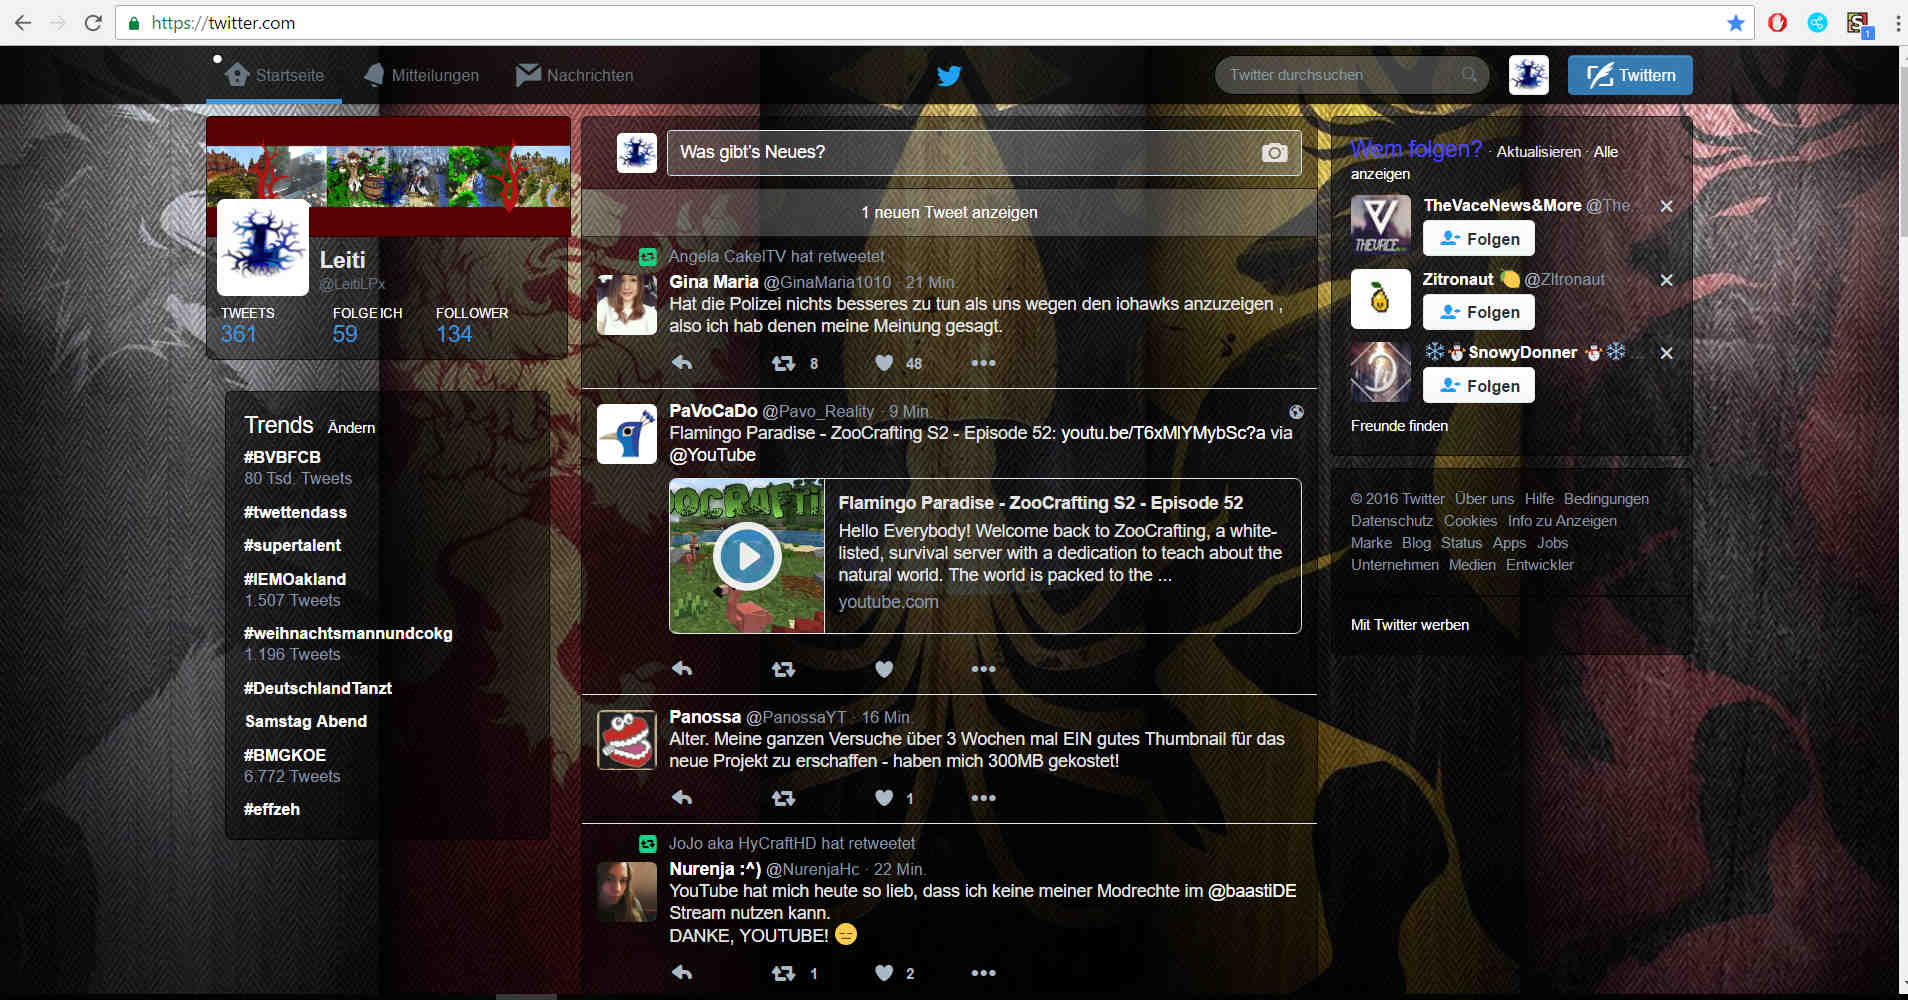 https://twitter.com
1
Startseite
Mitteilungen
Nachrichten
Twitter durchsuchen
Twittern
Leiti
@LeitiLPx
TWEETS FOLGE ICH FOLLOWER
361 59 134
Trends Ändern
#BVBFCB
80 Tsd. Tweets
#twettendass
#supertalent
#IEMOakland
1.507 Tweets
#weihnachtsmannundcokg
1.196 Tweets
#DeutschlandTanzt
Samstag Abend
#BMGKOE
6.772 Tweets
#effzeh
Was gibt's Neues?
1 neuen Tweet anzeigen
Angela CakelTV hat retweetet
Gina Maria @GinaMaria1010 · 21 Min.
Hat die Polizei nichts besseres zu tun als uns wegen den iohawks anzuzeigen ,
also ich hab denen meine Meinung gesagt.
8 48
PaVoCaDo @Pavo_Reality · 9 Min.
Flamingo Paradise - ZooCrafting S2 - Episode 52: youtu.be/T6xMlYMybSc?a via
@YouTube
Flamingo Paradise - ZooCrafting S2 - Episode 52
Hello Everybody! Welcome back to ZooCrafting, a white-
listed, survival server with a dedication to teach about the
natural world. The world is packed to the ...
youtube.com
Panossa @PanossaYT · 16 Min.
Alter. Meine ganzen Versuche über 3 Wochen mal EIN gutes Thumbnail für das
neue Projekt zu erschaffen - haben mich 300MB gekostet!
1
JoJo aka HyCraftHD hat retweetet
Nurenja :^) @NurenjaHc · 22 Min.
YouTube hat mich heute so lieb, dass ich keine meiner Modrechte im @baastiDE
Stream nutzen kann.
DANKE, YOUTUBE! 😑
1 2
Wem folgen? · Aktualisieren · Alle
anzeigen
TheVaceNews&More @The
Folgen
Zitronaut 🍋 @ZItronaut
Folgen
❄⛄SnowyDonner ⛄❄...
Folgen
Freunde finden
© 2016 Twitter Über uns Hilfe Bedingungen
Datenschutz Cookies Info zu Anzeigen
Marke Blog Status Apps Jobs
Unternehmen Medien Entwickler
Mit Twitter werben